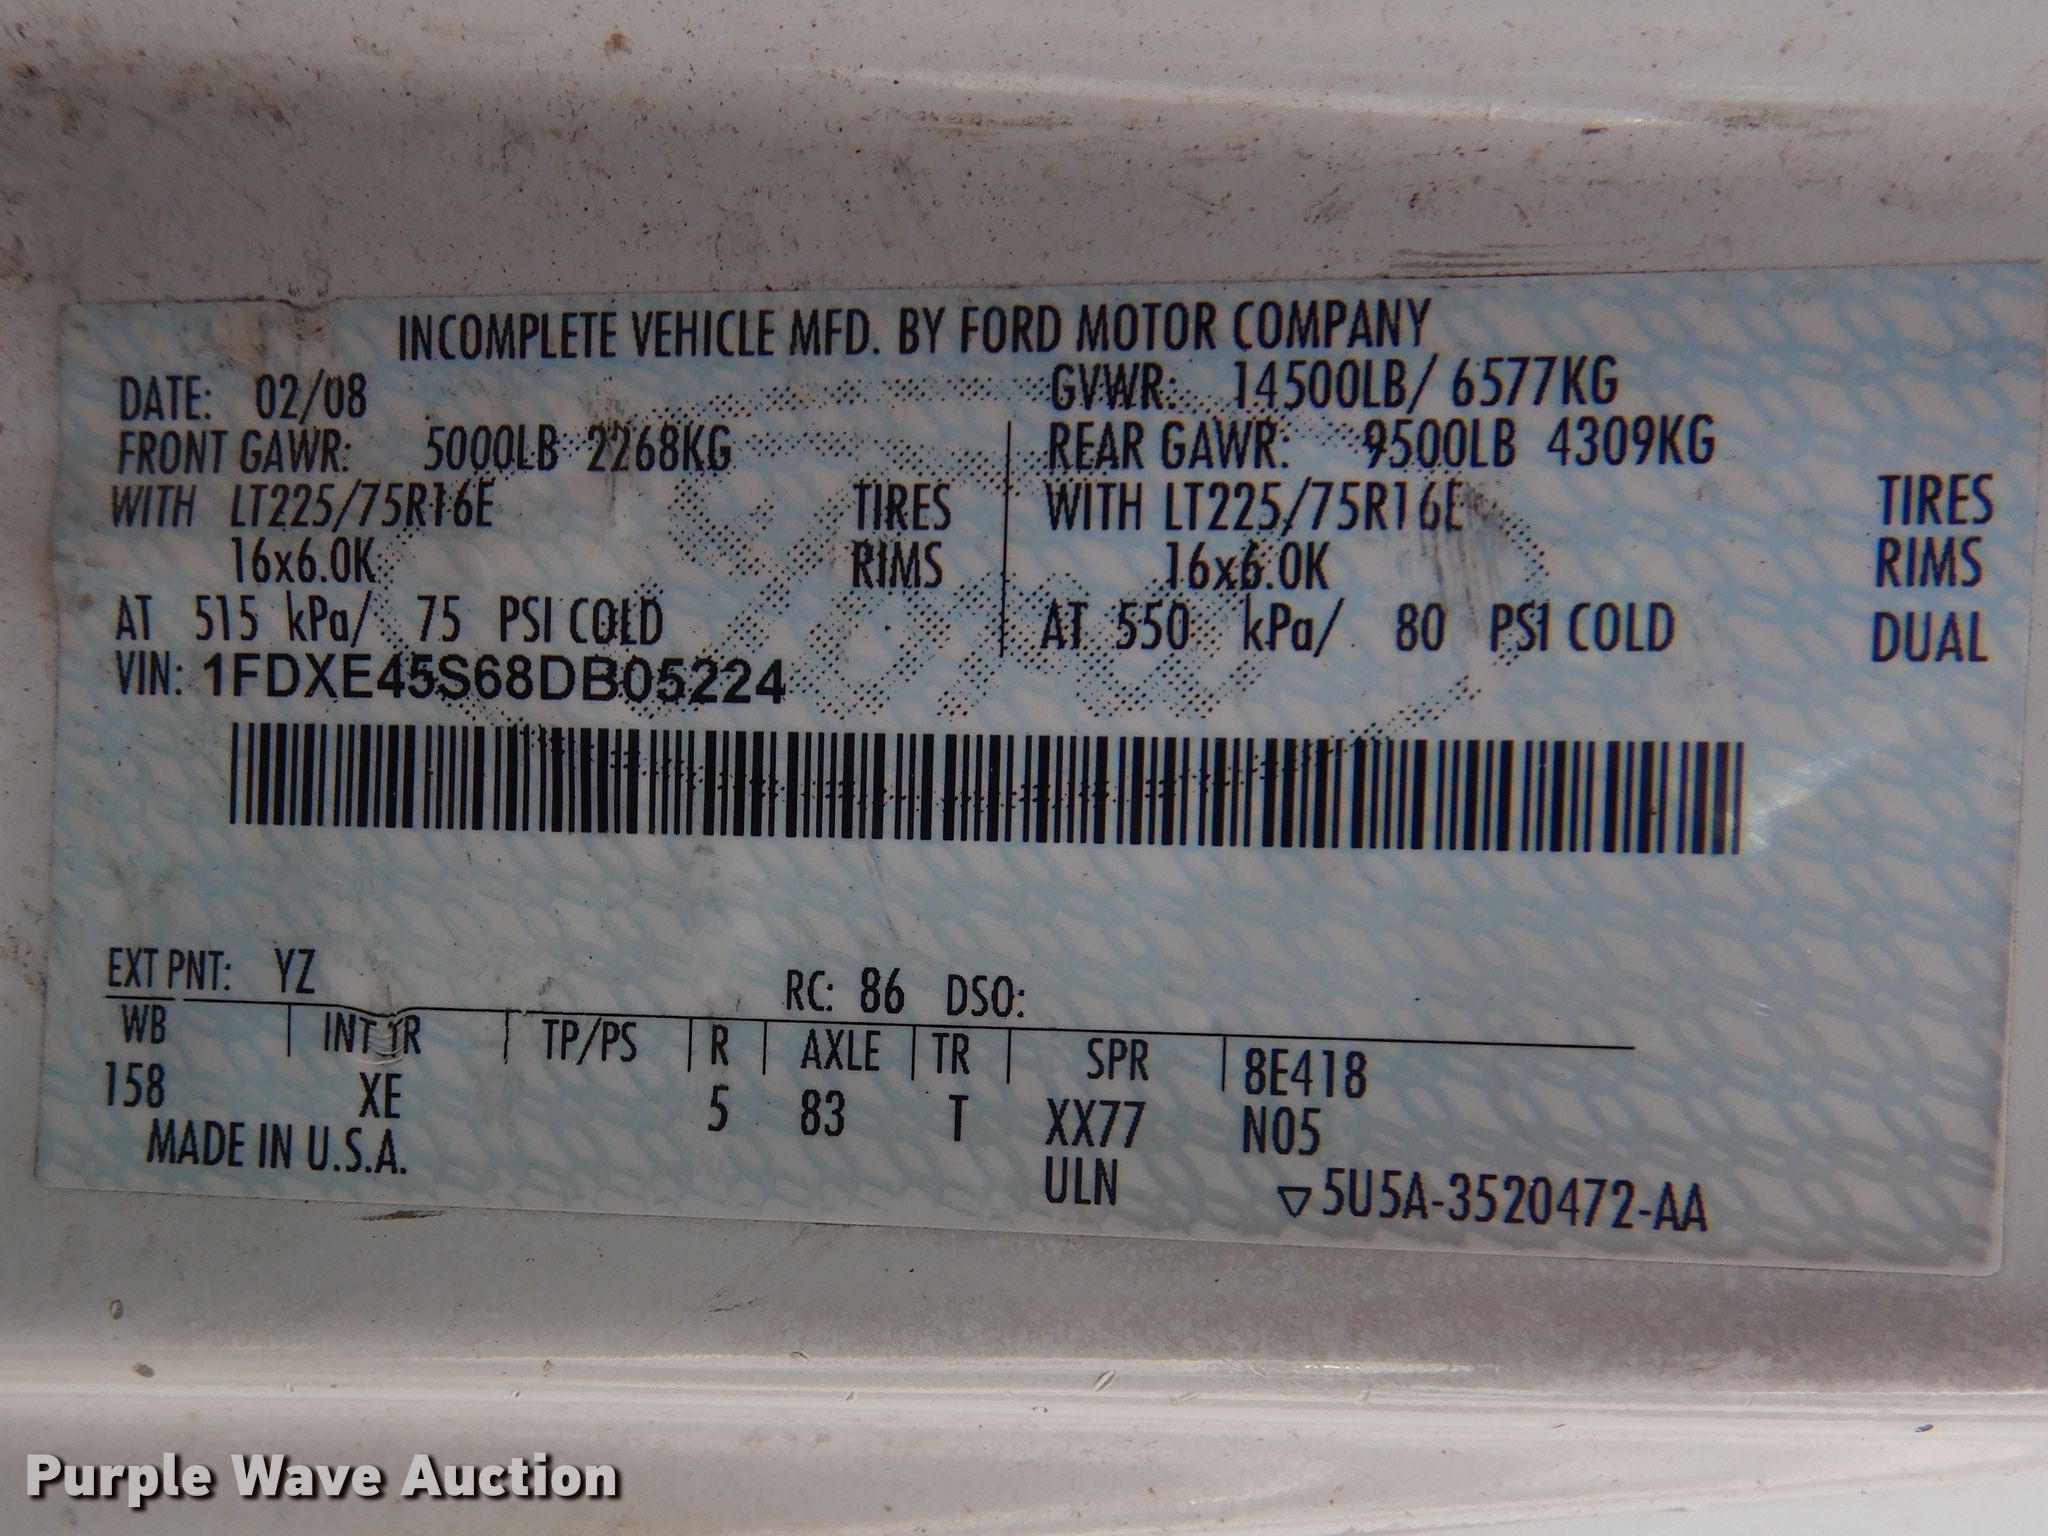 INCOMPLETE VEHICLE MFD. BY FORD MOTOR COMPANY
DATE: 02/08 GVWR: 14500LB/ 6577KG
FRONT GAWR: 5000LB 2268KG REAR GAWR: 9500LB 4309KG
WITH LT225/75R16E TIRES WITH LT225/75R16E TIRES
16x6.0K RIMS 16x6.0K RIMS
AT 515 kPa/ 75 PSI COLD AT 550 kPa/ 80 PSI COLD DUAL
VIN: 1FDXE45S68DB05224
EXT PNT: YZ RC: 86 DSO:
WB INT TR TP/PS R AXLE TR SPR 8E418
158 XE 5 83 T XX77 N05
MADE IN U.S.A. ULN ▽5U5A-3520472-AA
Purple Wave Auction